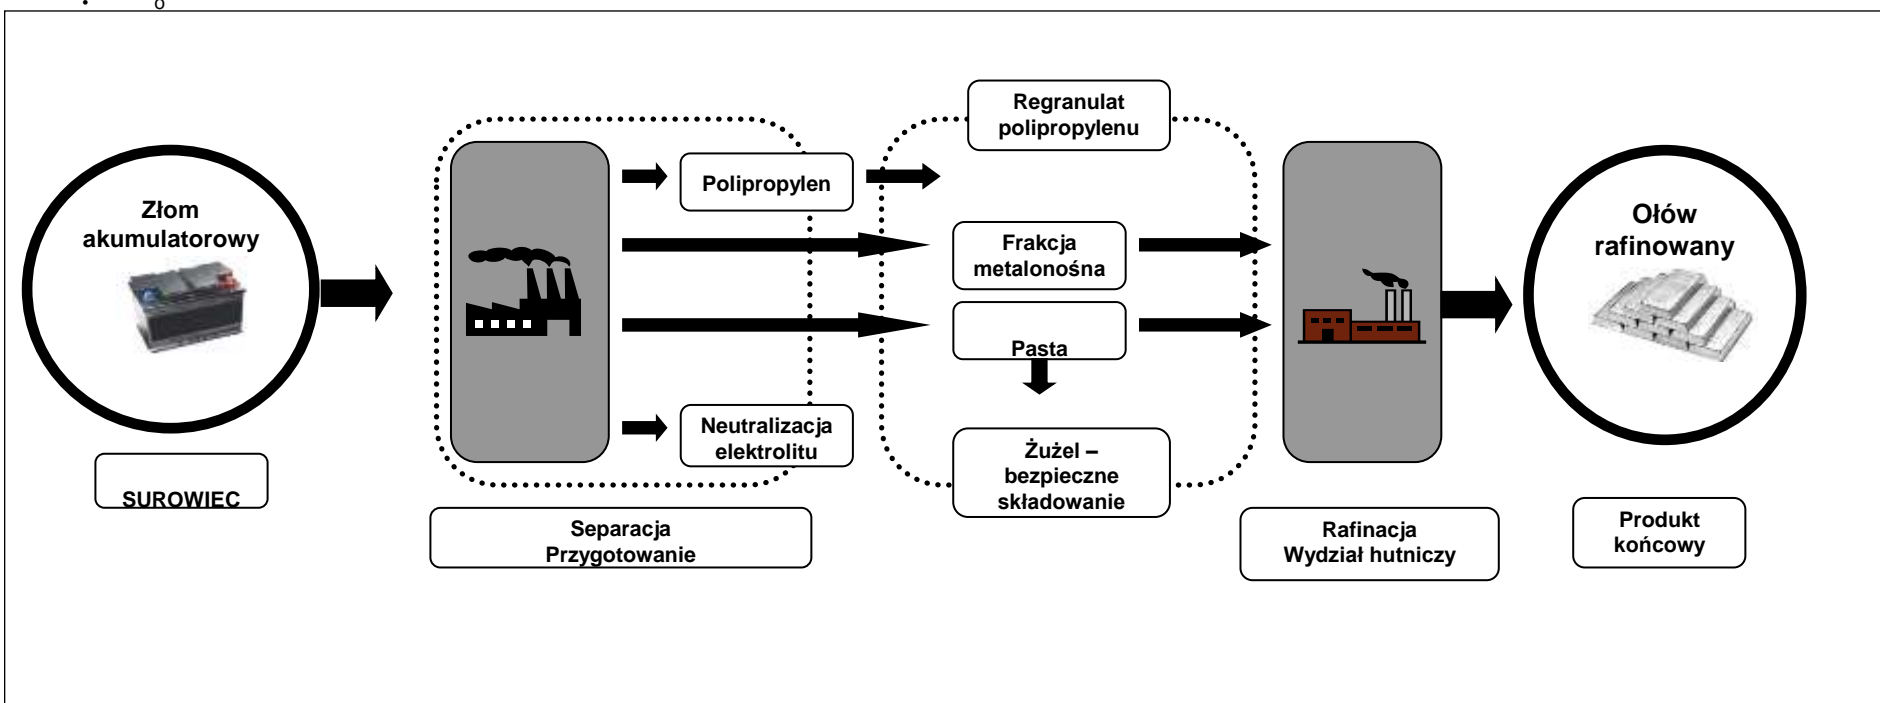 Złom
akumulatorowy
SUROWIEC
Separacja
Przygotowanie
Polipropylen
Neutralizacja
elektrolitu
Regranulat
polipropylenu
Frakcja
metalonośna
Pasta
Żużel –
bezpieczne
składowanie
Rafinacja
Wydział hutniczy
Ołów
rafinowany
Produkt
końcowy